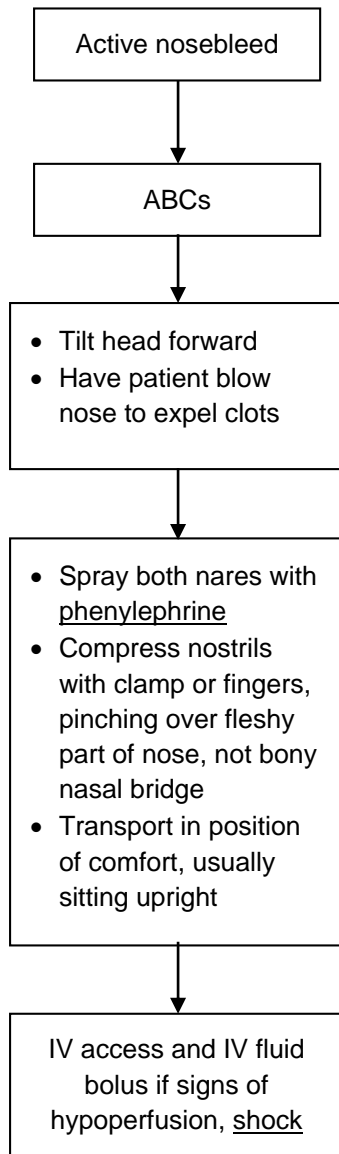 Active nosebleed
ABCs
• Tilt head forward
• Have patient blow
nose to expel clots
• Spray both nares with
phenylephrine
• Compress nostrils
with clamp or fingers,
pinching over fleshy
part of nose, not bony
nasal bridge
• Transport in position
of comfort, usually
sitting upright
IV access and IV fluid
bolus if signs of
hypoperfusion, shock